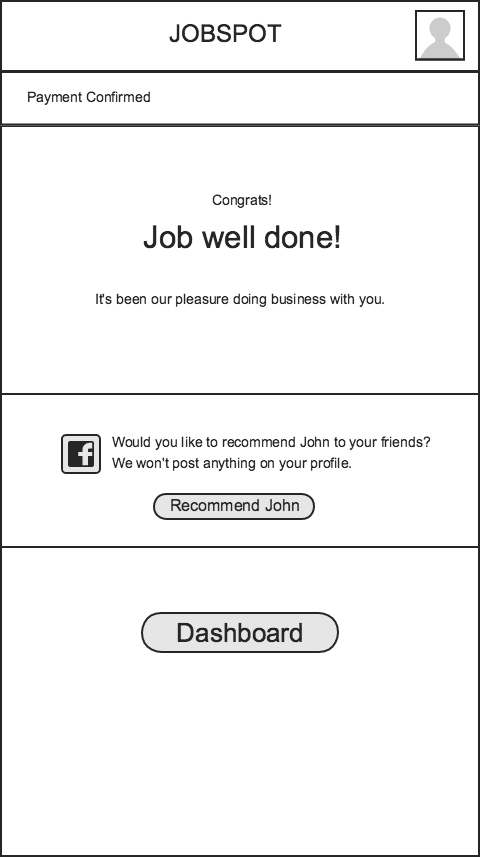 JOBSPOT
Payment Confirmed
Congrats!
Job well done!
It's been our pleasure doing business with you.
Would you like to recommend John to your friends?
We won't post anything on your profile.
Recommend John
Dashboard